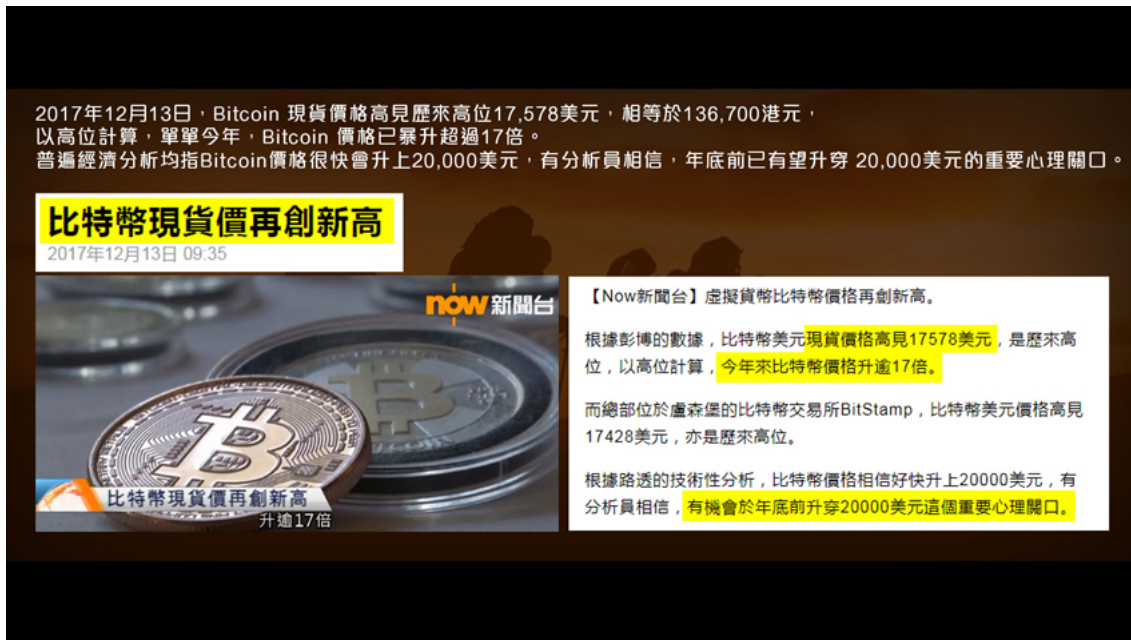 2017年12月13日，Bitcoin 現貨價格高見歷來高位17,578美元，相等於136,700港元，
以高位計算，單單今年，Bitcoin 價格已暴升超過17倍。
普遍經濟分析均指Bitcoin價格很快會升上20,000美元，有分析員相信，年底前已有望升穿 20,000美元的重要心理關口。
比特幣現貨價再創新高
2017年12月13日 09:35
now 新聞台
比特幣現貨價再創新高
升逾17倍
【Now新聞台】虛擬貨幣比特幣價格再創新高。
根據彭博的數據，比特幣美元現貨價格高見17578美元，是歷來高
位，以高位計算，今年來比特幣價格升逾17倍。
而總部位於盧森堡的比特幣交易所BitStamp，比特幣美元價格高見
17428美元，亦是歷來高位。
根據路透的技術性分析，比特幣價格相信好快升上20000美元，有
分析員相信，有機會於年底前升穿20000美元這個重要心理關口。